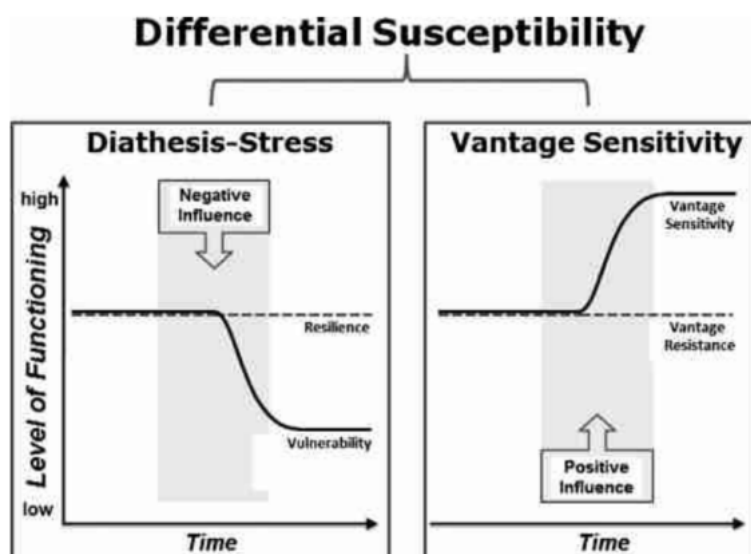 Differential Susceptibility
Diathesis-Stress
high
Negative
Influence
Level of Functioning
Resilience
Vulnerability
low
Time
Vantage Sensitivity
Vantage
Sensitivity
Vantage
Resistance
Positive
Influence
Time